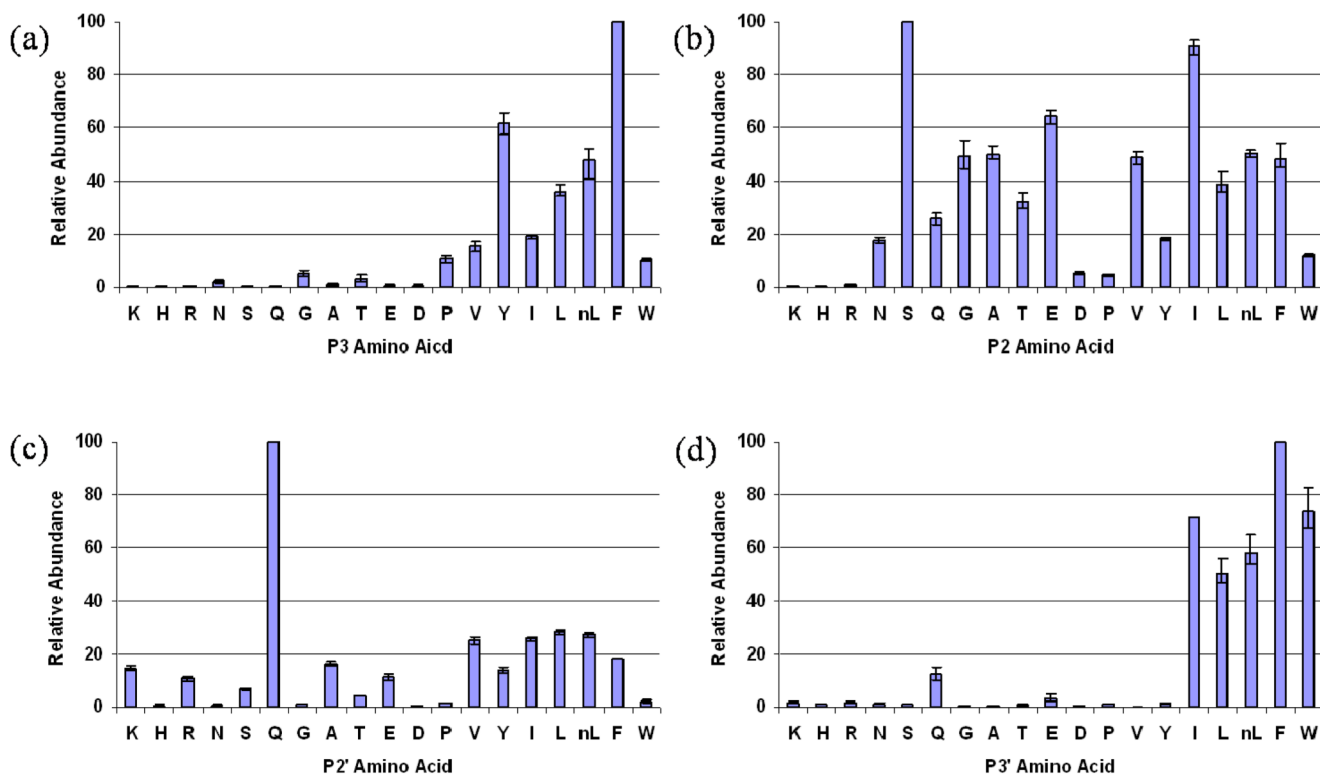 (a)
Relative Abundance
100
80
60
40
20
0
K H R N S Q G A T E D P V Y I L nL F W
P3 Amino Aicd
(b)
Relative Abundance
100
80
60
40
20
0
K H R N S Q G A T E D P V Y I L nL F W
P2 Amino Acid
(c)
Relative Abundance
100
80
60
40
20
0
K H R N S Q G A T E D P V Y I L nL F W
P2' Amino Acid
(d)
Relative Abundance
100
80
60
40
20
0
K H R N S Q G A T E D P V Y I L nL F W
P3' Amino Acid